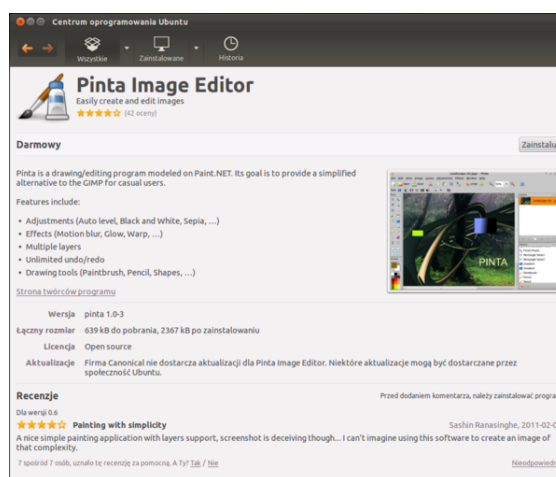 Centrum oprogramowania Ubuntu
Wszystkie
Zainstalowane
Historia
Pinta Image Editor
Easily create and edit images
(42 oceny)
Darmowy
Zainstalu
Pinta is a drawing/editing program modeled on Paint.NET. Its goal is to provide a simplified
alternative to the GIMP for casual users.
Features include:
• Adjustments (Auto level, Black and White, Sepia, ...)
• Effects (Motion blur, Glow, Warp, ...)
• Multiple layers
• Unlimited undo/redo
• Drawing tools (Paintbrush, Pencil, Shapes, ...)
PINTA
Strona twórców programu
Wersja pinta 1.0-3
Łączny rozmiar 639 kB do pobrania, 2367 kB po zainstalowaniu
Licencja Open source
Aktualizacje Firma Canonical nie dostarcza aktualizacji dla Pinta Image Editor. Niektóre aktualizacje mogą być dostarczane przez
społeczność Ubuntu.
Recenzje
Przed dodaniem komentarza, należy zainstalować progra
Dla wersji 0.6
Painting with simplicity
Sashin Ranasinghe, 2011-02-0
A nice simple painting application with layers support, screenshot is deceiving though... I can't imagine using this software to create an image of
that complexity.
7 spośród 7 osób, uznało tę recenzję za pomocną. A Ty? Tak / Nie
Nieodpowiedn